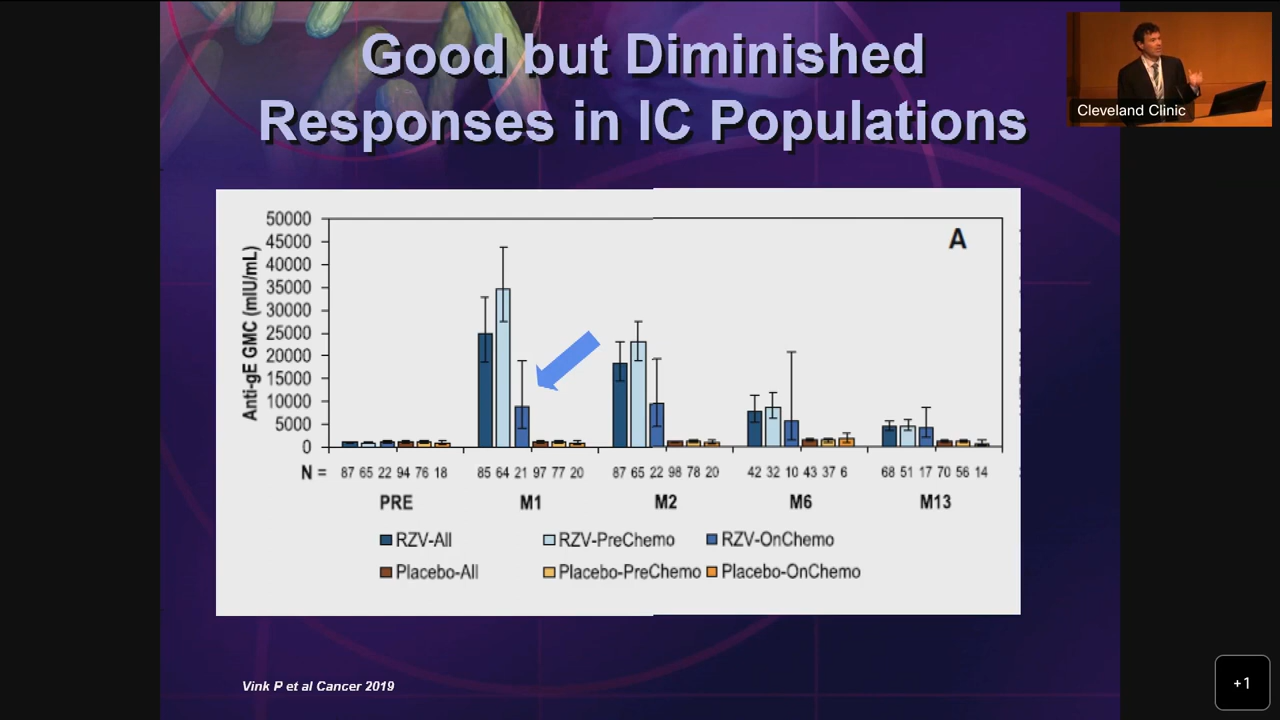 Good but Diminished
Responses in IC Populations
Cleveland Clinic
A
Anti-gE GMC (mIU/mL)
50000
45000
40000
35000
30000
25000
20000
15000
10000
5000
0
N = 87 65 22 94 76 18 85 64 21 97 77 20 87 65 22 98 78 20 42 32 10 43 37 6 68 51 17 70 56 14
PRE M1 M2 M6 M13
RZV-All RZV-PreChemo RZV-OnChemo
Placebo-All Placebo-PreChemo Placebo-OnChemo
Vink P et al Cancer 2019
+1